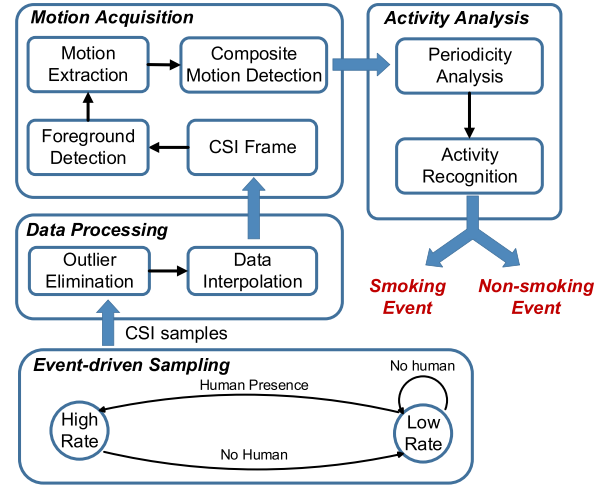 Motion Acquisition
Motion
Extraction
Composite
Motion Detection
Foreground
Detection
CSI Frame
Activity Analysis
Periodicity
Analysis
Activity
Recognition
Smoking
Event
Non-smoking
Event
Data Processing
Outlier
Elimination
Data
Interpolation
CSI samples
Event-driven Sampling
No human
Human Presence
High
Rate
Low
Rate
No Human